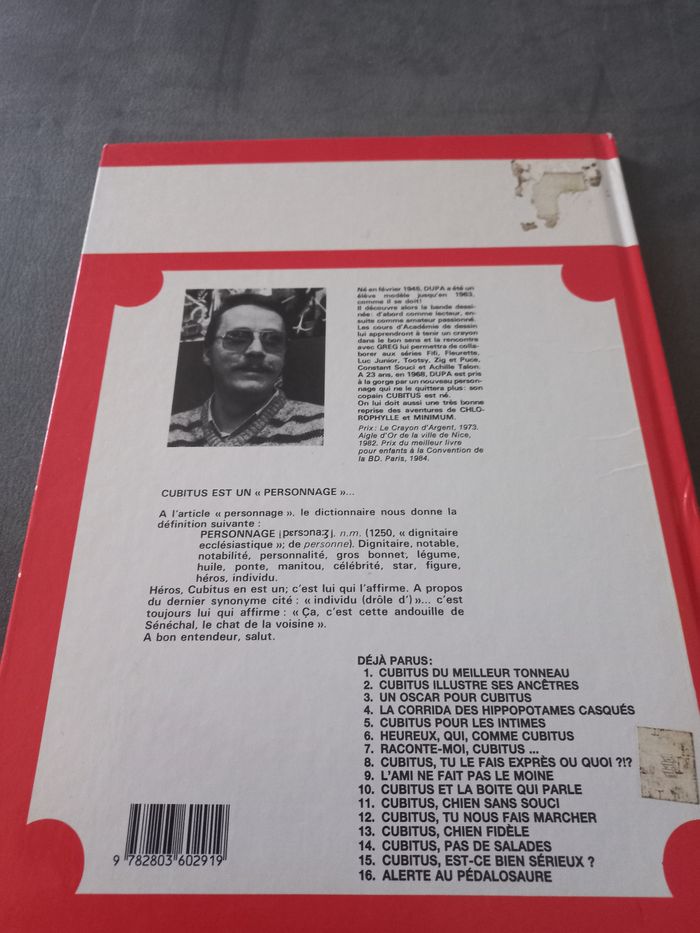 Né en février 1945, DUPA a été un
élève modèle jusqu'en 1963,
comme il se doit!
Il découvre alors la bande dessi-
née: d'abord comme lecteur, en-
suite comme amateur passionné.
Les cours d'Académie de dessin
lui apprendront à tenir un crayon
dans le bon sens et la rencontre
avec GREG lui permettra de colla-
borer aux séries Fifi, Fleurette,
Luc Junior, Tootsy, Zig et Puce,
Constant Souci et Achille Talon.
A 23 ans, en 1968, DUPA est pris
à la gorge par un nouveau person-
nage qui ne le quittera plus: son
copain CUBITUS est né.
On lui doit aussi une très bonne
reprise des aventures de CHLO-
ROPHYLLE et MINIMUM.
Prix: Le Crayon d'Argent, 1973.
Aigle d'Or de la ville de Nice,
1982. Prix du meilleur livre
pour enfants à la Convention de
la BD. Paris, 1984.
CUBITUS EST UN « PERSONNAGE »...
A l'article « personnage », le dictionnaire nous donne la
définition suivante :
PERSONNAGE [pɛrsɔnaːʒ]. n.m. (1250, « dignitaire
ecclésiastique »; de personne). Dignitaire, notable,
notabilité, personnalité, gros bonnet, légume,
huile, ponte, manitou, célébrité, star, figure,
héros, individu.
Héros, Cubitus en est un; c'est lui qui l'affirme. A propos
du dernier synonyme cité : « individu (drôle d') »... c'est
toujours lui qui affirme : « Ça, c'est cette andouille de
Sénéchal, le chat de la voisine ».
A bon entendeur, salut.
DÉJÀ PARUS:
1. CUBITUS DU MEILLEUR TONNEAU
2. CUBITUS ILLUSTRE SES ANCÊTRES
3. UN OSCAR POUR CUBITUS
4. LA CORRIDA DES HIPPOPOTAMES CASQUÉS
5. CUBITUS POUR LES INTIMES
6. HEUREUX, QUI, COMME CUBITUS
7. RACONTE-MOI, CUBITUS ...
8. CUBITUS, TU LE FAIS EXPRÈS OU QUOI ?!?
9. L'AMI NE FAIT PAS LE MOINE
10. CUBITUS ET LA BOITE QUI PARLE
11. CUBITUS, CHIEN SANS SOUCI
12. CUBITUS, TU NOUS FAIS MARCHER
13. CUBITUS, CHIEN FIDÈLE
14. CUBITUS, PAS DE SALADES
15. CUBITUS, EST-CE BIEN SÉRIEUX ?
16. ALERTE AU PÉDALOSAURE
9 782803 602919